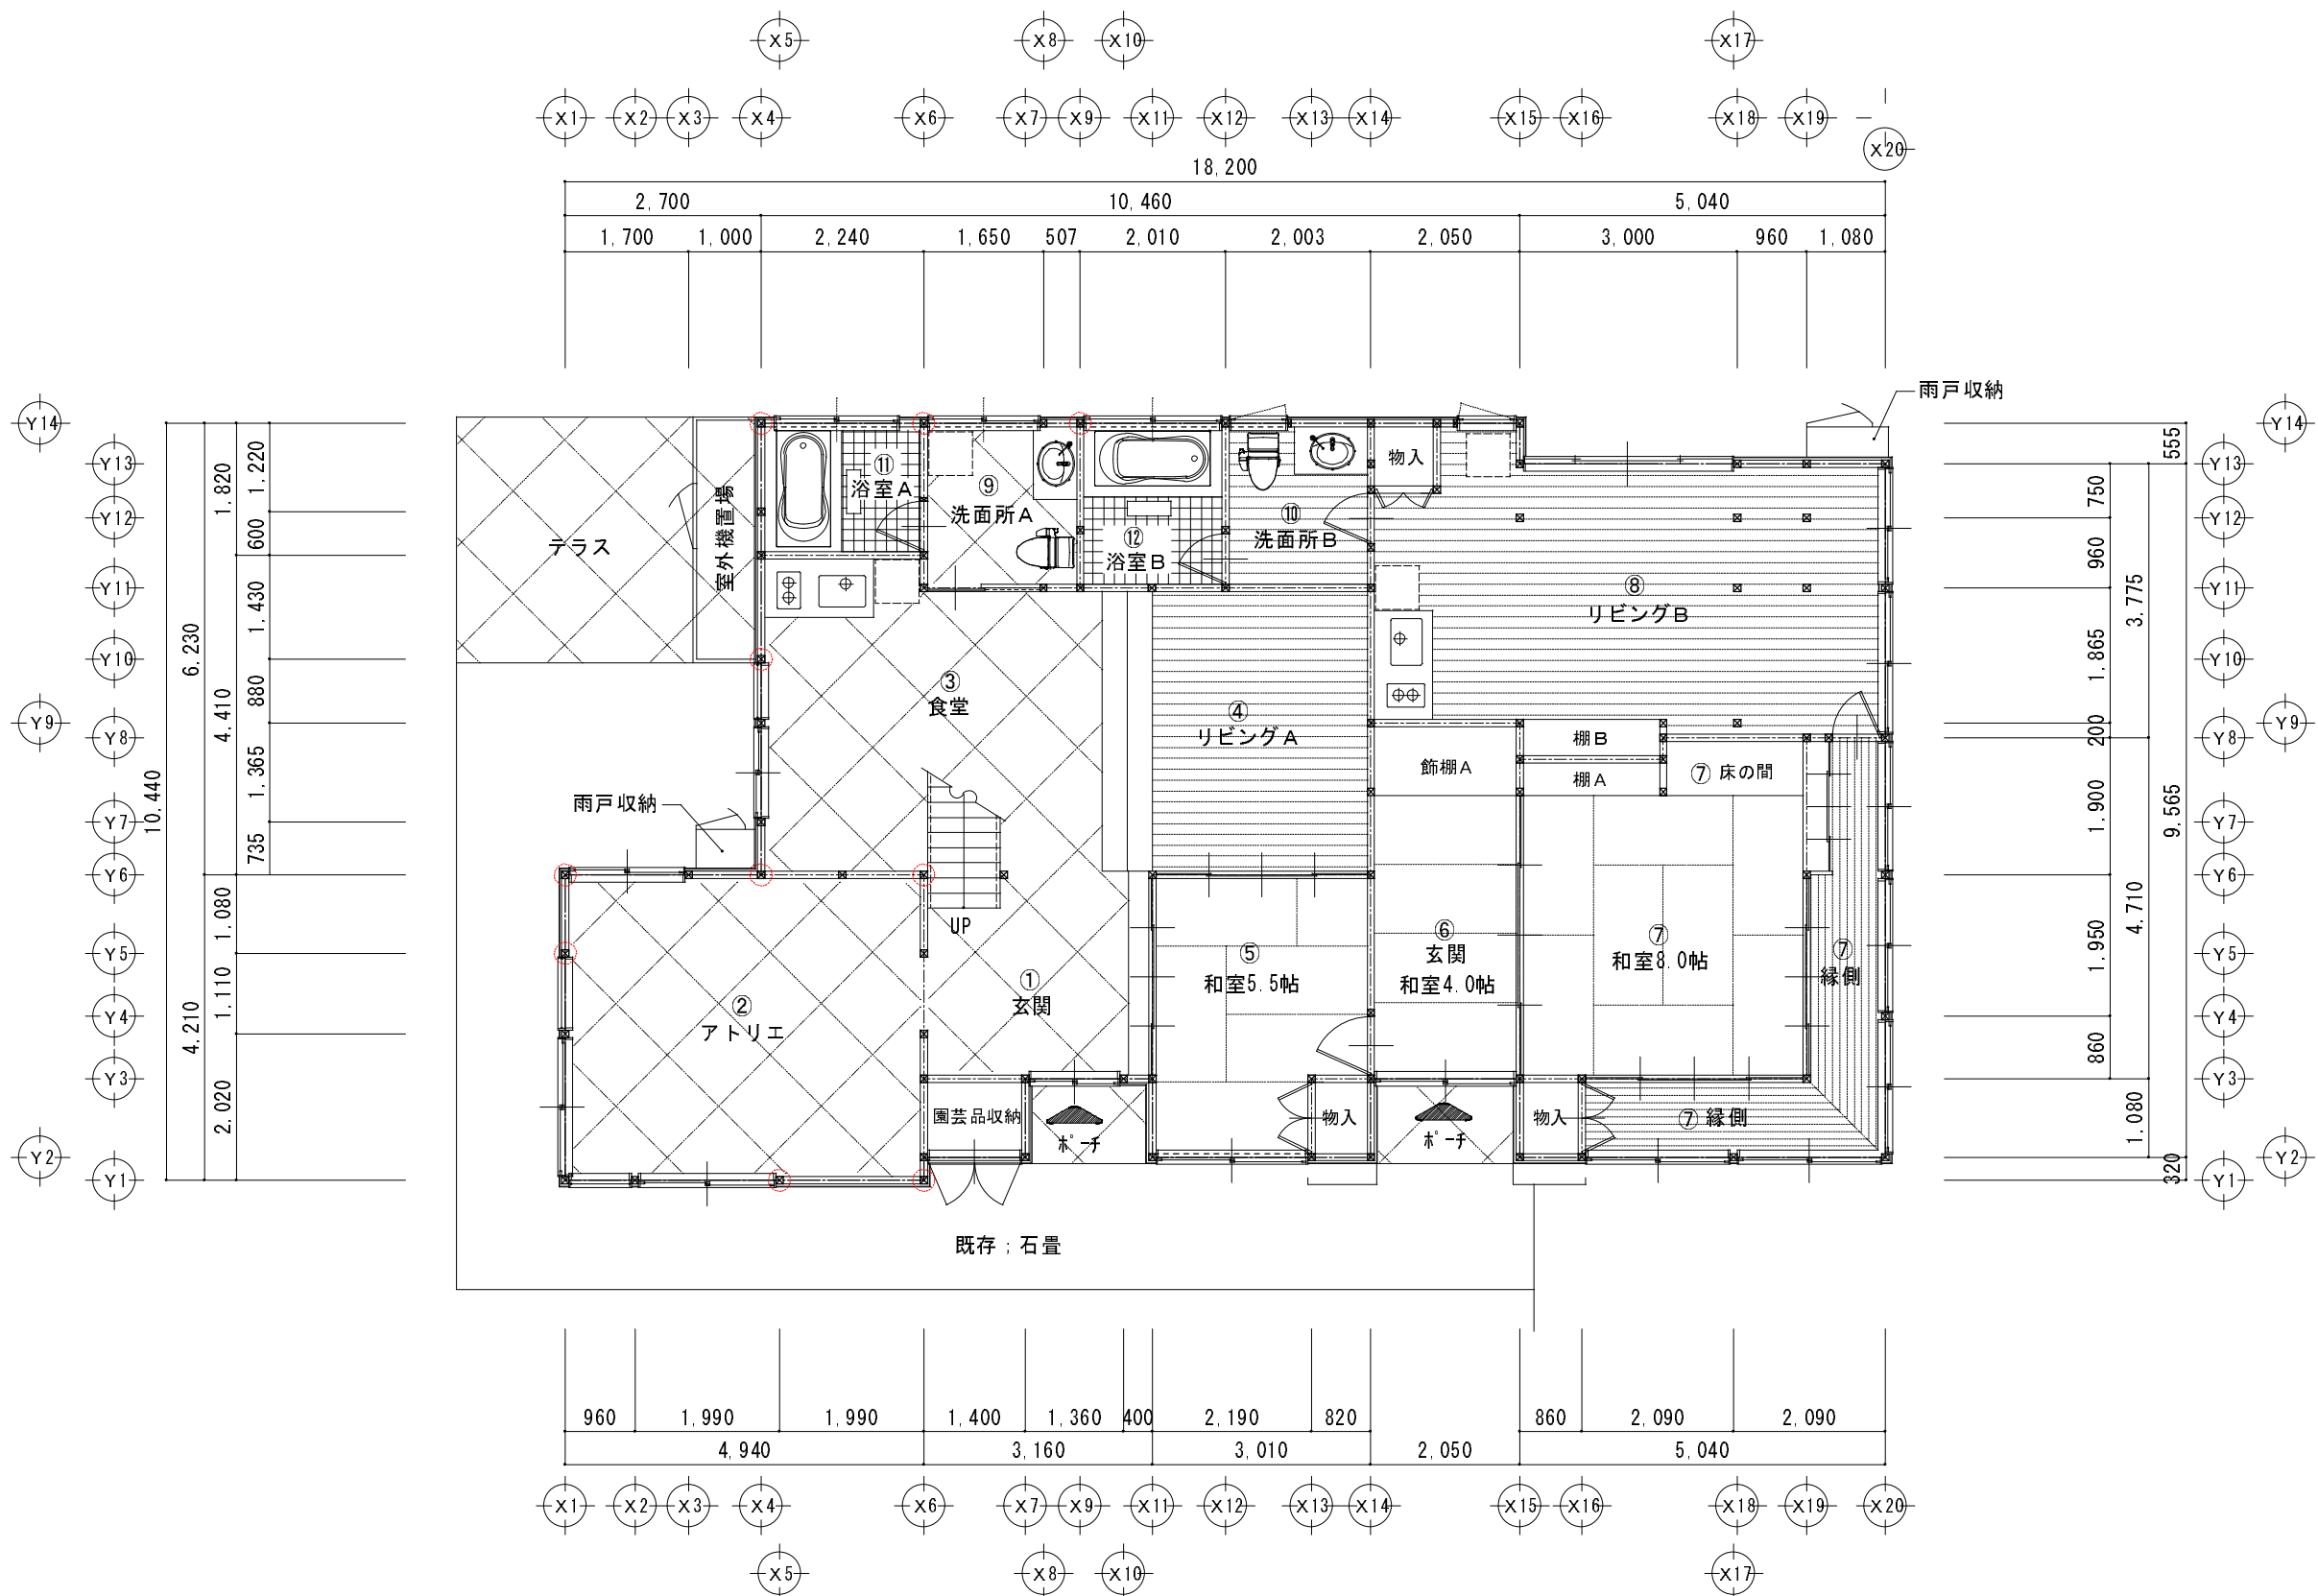 X5 X8 X10 X17
X1 X2 X3 X4 X6 X7 X9 X11 X12 X13 X14 X15 X16 X18 X19
X20
18,200
2,700 10,460 5,040
1,700 1,000 2,240 1,650 507 2,010 2,003 2,050 3,000 960 1,080
雨戸収納
Y14
Y13
Y12
Y11
Y10
Y9
Y8
Y7
Y6
Y5
Y4
Y3
Y2
Y1
10,440
6,230
4,210
1,820
4,410
1,080
1,110
2,020
1,220
600
1,430
880
1,365
735
テラス
室外機置場
⑪
浴室A
⑨
洗面所A
⑫
浴室B
⑩
洗面所B
物入
⑧
リビングB
③
食堂
④
リビングA
飾棚A
棚B
棚A
⑦ 床の間
雨戸収納
UP
①
玄関
②
アトリエ
⑤
和室5.5帖
⑥
玄関
和室4.0帖
⑦
和室8.0帖
⑦
縁側
園芸品収納
ポーチ
物入
ポーチ
物入
⑦ 縁側
既存；石畳
555
750
960
1,865
200
1,900
1,950
860
3,775
4,710
1,080
9,565
320
Y14
Y13
Y12
Y11
Y10
Y9
Y8
Y7
Y6
Y5
Y4
Y3
Y2
Y1
960 1,990 1,990 1,400 1,360 400 2,190 820 860 2,090 2,090
4,940 3,160 3,010 2,050 5,040
X1 X2 X3 X4 X6 X7 X9 X11 X12 X13 X14 X15 X16 X18 X19 X20
X5 X8 X10 X17